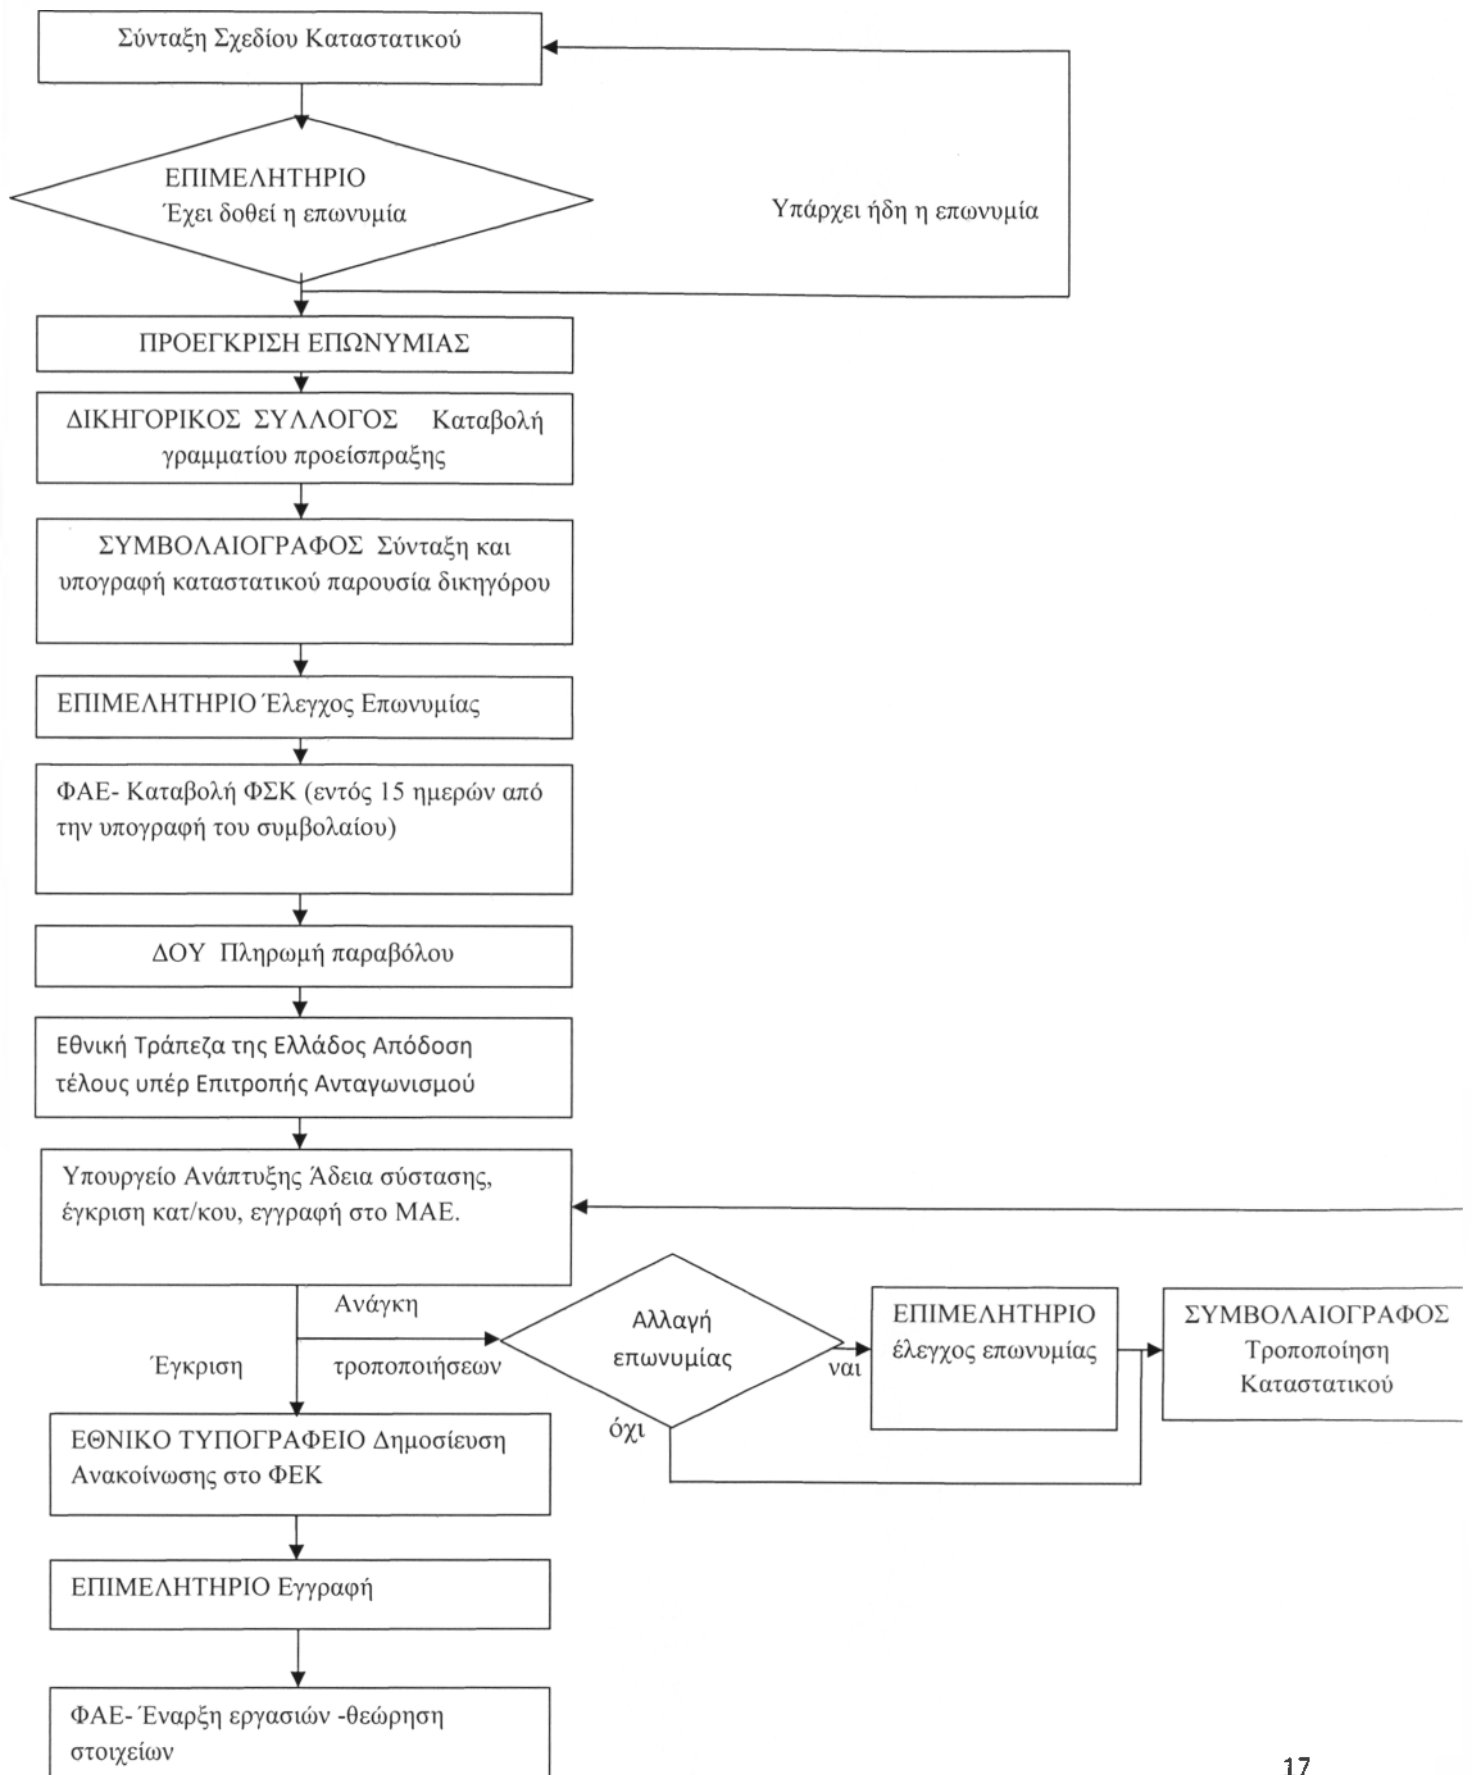 Σύνταξη Σχεδίου Καταστατικού
ΕΠΙΜΕΛΗΤΗΡΙΟ
Έχει δοθεί η επωνυμία
Υπάρχει ήδη η επωνυμία
ΠΡΟΕΓΚΡΙΣΗ ΕΠΩΝΥΜΙΑΣ
ΔΙΚΗΓΟΡΙΚΟΣ ΣΥΛΛΟΓΟΣ Καταβολή
γραμματίου προείσπραξης
ΣΥΜΒΟΛΑΙΟΓΡΑΦΟΣ Σύνταξη και
υπογραφή καταστατικού παρουσία δικηγόρου
ΕΠΙΜΕΛΗΤΗΡΙΟ Έλεγχος Επωνυμίας
ΦΑΕ- Καταβολή ΦΣΚ (εντός 15 ημερών από
την υπογραφή του συμβολαίου)
ΔΟΥ Πληρωμή παραβόλου
Εθνική Τράπεζα της Ελλάδος Απόδοση
τέλους υπέρ Επιτροπής Ανταγωνισμού
Υπουργείο Ανάπτυξης Άδεια σύστασης,
έγκριση κατ/κου, εγγραφή στο ΜΑΕ.
Ανάγκη
τροποποιήσεων
Έγκριση
Αλλαγή
επωνυμίας
ναι
όχι
ΕΠΙΜΕΛΗΤΗΡΙΟ
έλεγχος επωνυμίας
ΣΥΜΒΟΛΑΙΟΓΡΑΦΟΣ
Τροποποίηση
Καταστατικού
ΕΘΝΙΚΟ ΤΥΠΟΓΡΑΦΕΙΟ Δημοσίευση
Ανακοίνωσης στο ΦΕΚ
ΕΠΙΜΕΛΗΤΗΡΙΟ Εγγραφή
ΦΑΕ- Έναρξη εργασιών -θεώρηση
στοιχείων
17